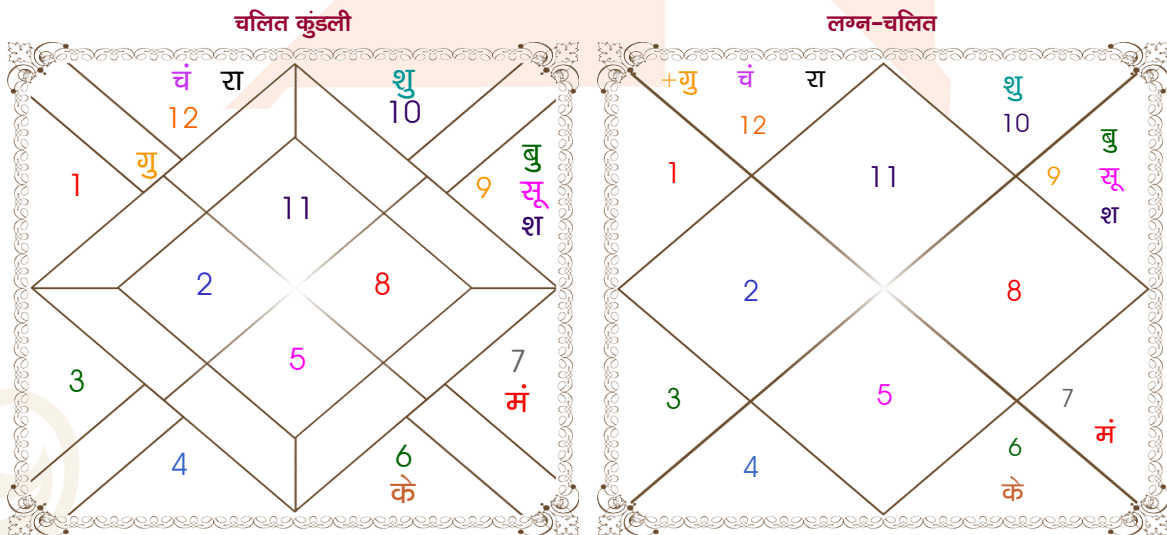 चलित कुंडली
चं रा
12
शु
10
गु
1
11
9
बु
सू
श
2
8
5
3
7
मं
4
6
के
लग्न-चलित
+गु चं रा
12
शु
10
1
11
9
बु
सू
श
2
8
5
3
7
मं
4
6
के